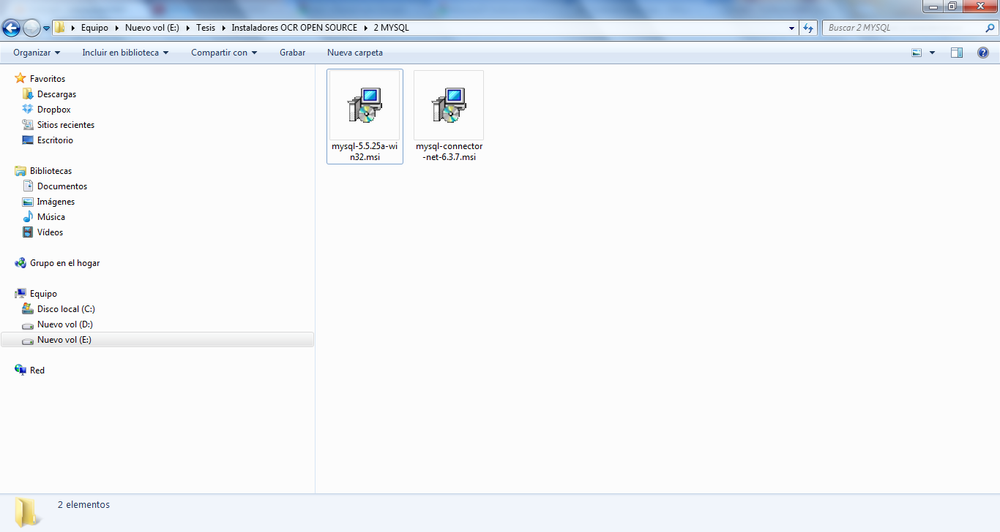 Equipo Nuevo vol (E:) Tesis Instaladores OCR OPEN SOURCE 2 MYSQL
Buscar 2 MYSQL
Organizar Incluir en biblioteca Compartir con Grabar Nueva carpeta
Favoritos
Descargas
Dropbox
Sitios recientes
Escritorio
Bibliotecas
Documentos
Imágenes
Música
Vídeos
Grupo en el hogar
Equipo
Disco local (C:)
Nuevo vol (D:)
Nuevo vol (E:)
Red
mysql-5.5.25a-wi
n32.msi
mysql-connector
-net-6.3.7.msi
2 elementos